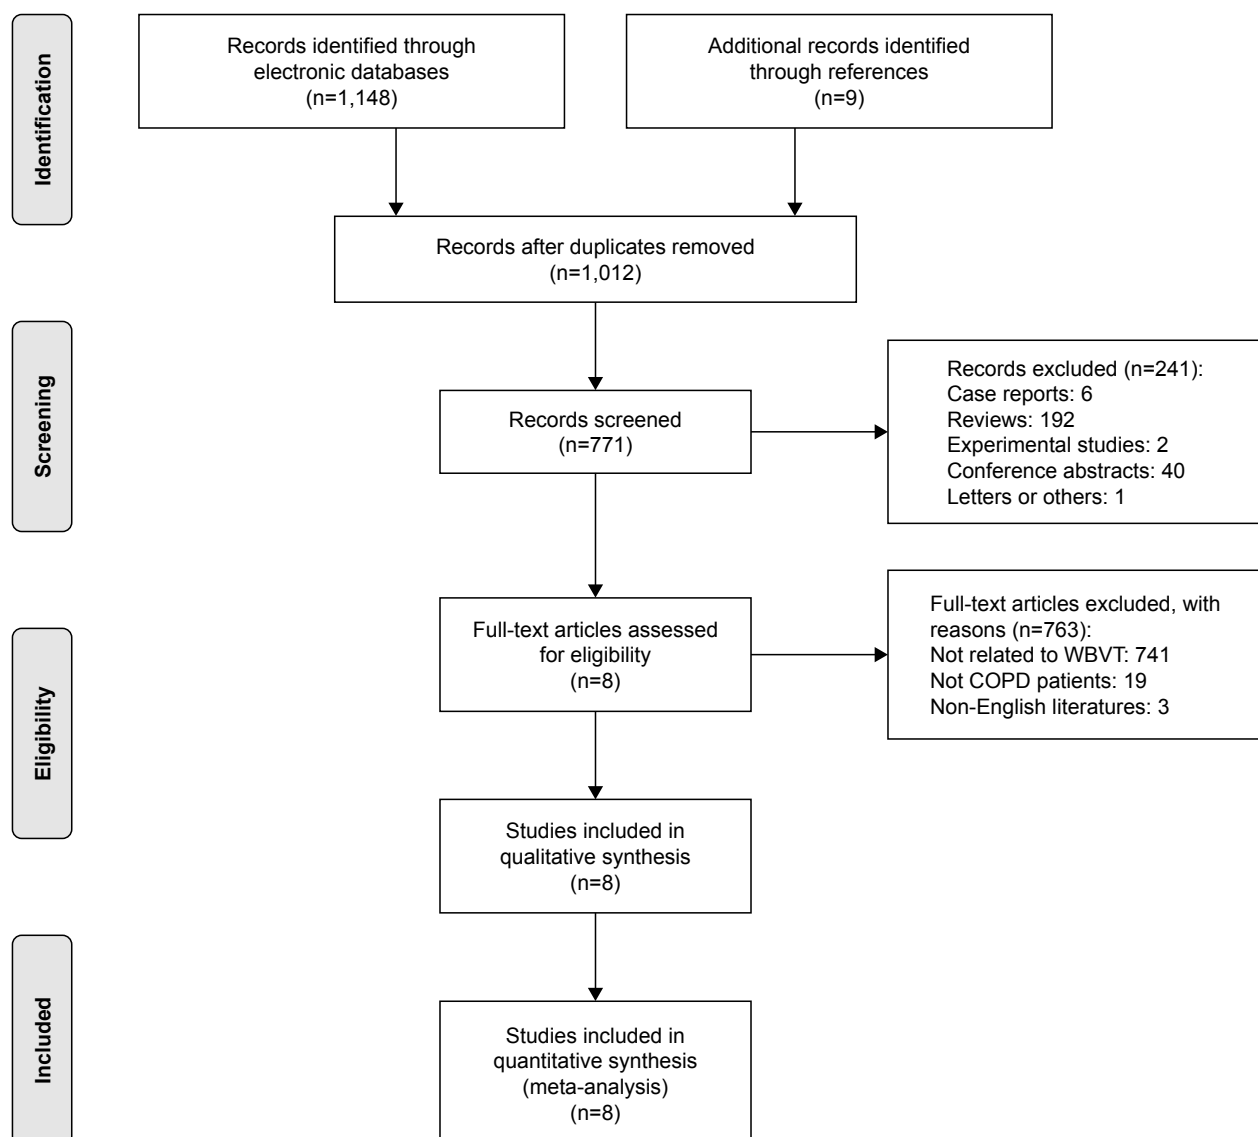 Identification
Records identified through
electronic databases
(n=1,148)
Additional records identified
through references
(n=9)
Records after duplicates removed
(n=1,012)
Screening
Records screened
(n=771)
Records excluded (n=241):
Case reports: 6
Reviews: 192
Experimental studies: 2
Conference abstracts: 40
Letters or others: 1
Eligibility
Full-text articles assessed
for eligibility
(n=8)
Full-text articles excluded, with
reasons (n=763):
Not related to WBVT: 741
Not COPD patients: 19
Non-English literatures: 3
Studies included in
qualitative synthesis
(n=8)
Included
Studies included in
quantitative synthesis
(meta-analysis)
(n=8)